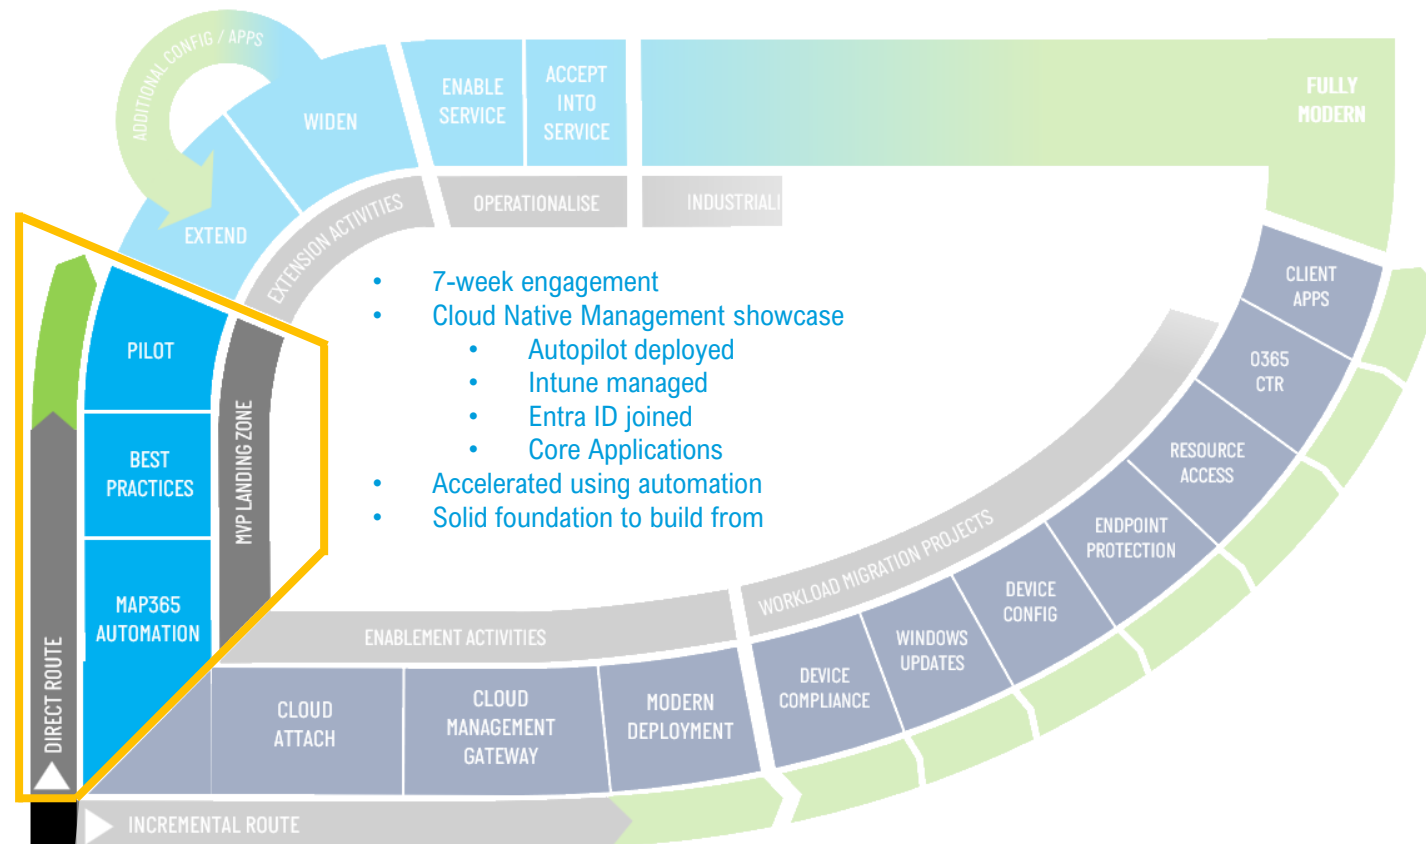 ADDITIONAL CONFIG / APPS
WIDEN
EXTEND
ENABLE
SERVICE
ACCEPT
INTO
SERVICE
FULLY
MODERN
EXTENSION ACTIVITIES
OPERATIONALISE
INDUSTRIALI
• 7-week engagement
• Cloud Native Management showcase
• Autopilot deployed
• Intune managed
• Entra ID joined
• Core Applications
• Accelerated using automation
• Solid foundation to build from
PILOT
BEST
PRACTICES
MAP365
AUTOMATION
MVP LANDING ZONE
DIRECT ROUTE
CLIENT
APPS
O365
CTR
RESOURCE
ACCESS
ENDPOINT
PROTECTION
DEVICE
CONFIG
WINDOWS
UPDATES
DEVICE
COMPLIANCE
WORKLOAD MIGRATION PROJECTS
ENABLEMENT ACTIVITIES
CLOUD
ATTACH
CLOUD
MANAGEMENT
GATEWAY
MODERN
DEPLOYMENT
INCREMENTAL ROUTE